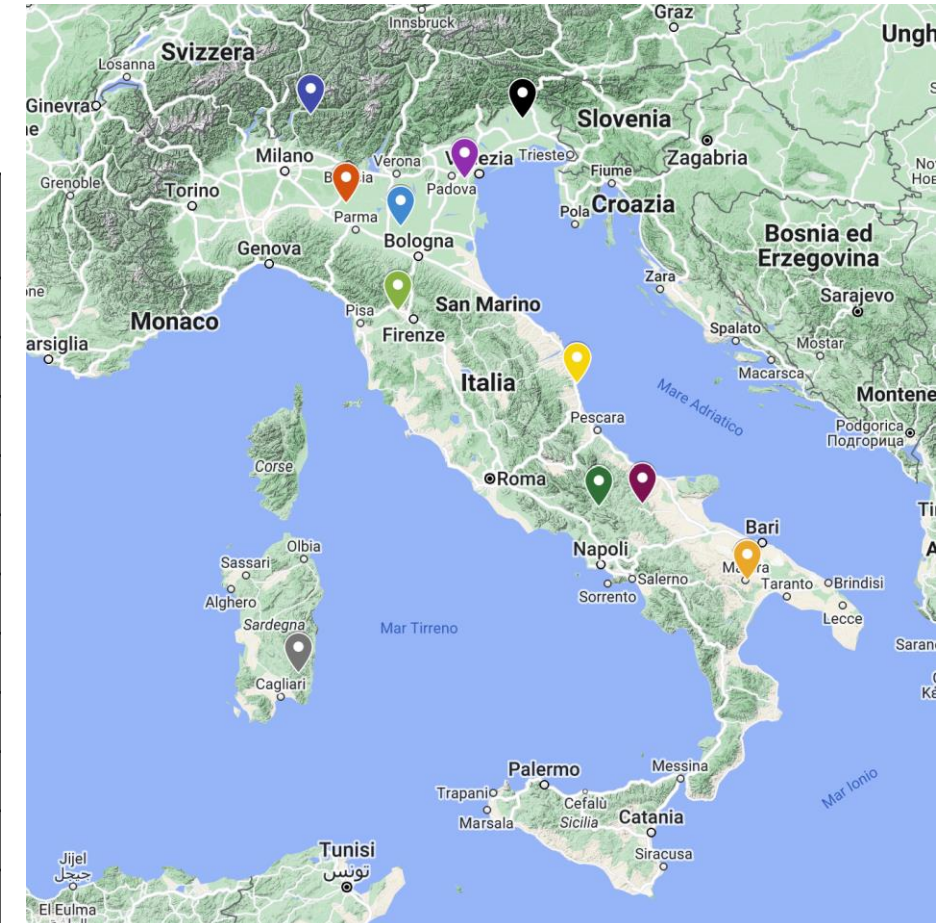 Innsbruck
Graz
Ungh
Svizzera
Losanna
Ginevra
ne
Slovenia
Milano
Verona
Venezia
Trieste
Zagabria
Grenoble
Torino
Padova
Fiume
Parma
Pola
Croazia
Genova
Bologna
Bosnia ed
Erzegovina
Zara
Sarajevo
San Marino
Pisa
Monaco
Firenze
Spalato
Mostar
arsiglia
Macarsca
Italia
Mare Adriatico
Montene
Pescara
Podgorica
Подгорица
Corse
Roma
Bari
Napoli
Olbia
Sassari
Salerno
Taranto
Brindisi
Sorrento
Alghero
Lecce
Sardegna
Mar Tirreno
Saran
Cagliari
Palermo
Messina
Trapani
Cefalù
Mar Ionio
Marsala
Sicilia
Catania
Tunisi
تونس
Siracusa
Jijel
جيجل
El Eulma